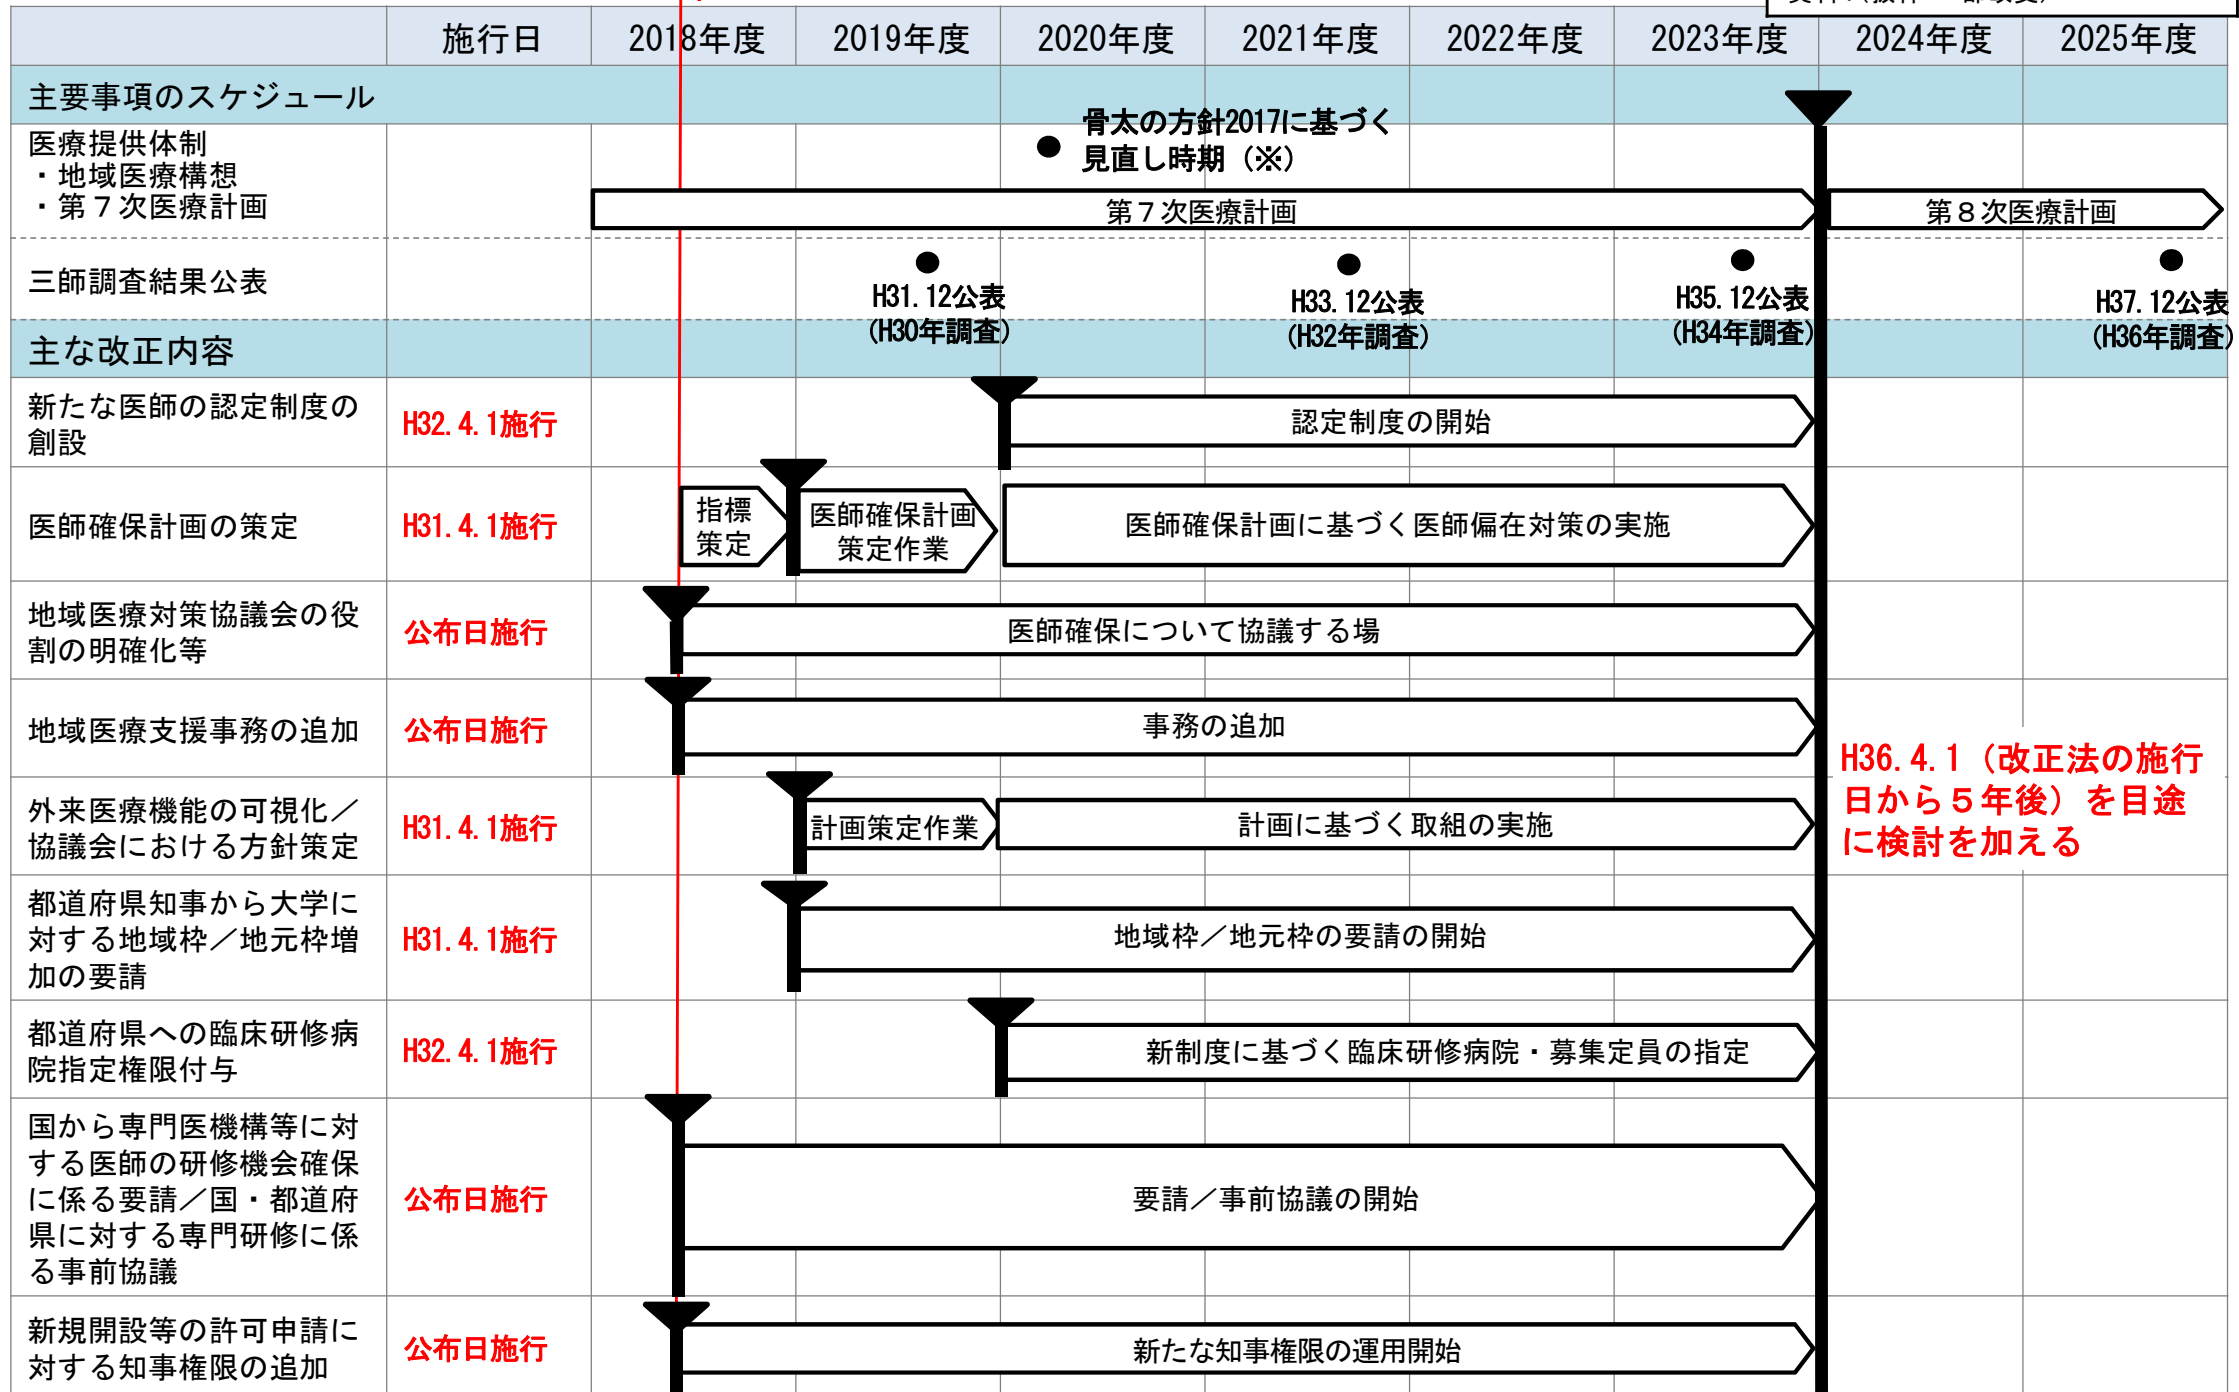 施行日 2018年度 2019年度 2020年度 2021年度 2022年度 2023年度 2024年度 2025年度
主要事項のスケジュール
医療提供体制
・地域医療構想
・第７次医療計画
骨太の方針2017に基づく
見直し時期（※）
第７次医療計画
第８次医療計画
三師調査結果公表
H31.12公表
(H30年調査)
H33.12公表
(H32年調査)
H35.12公表
(H34年調査)
H37.12公表
(H36年調査)
主な改正内容
新たな医師の認定制度の
創設
H32.4.1施行
認定制度の開始
医師確保計画の策定
H31.4.1施行
指標
策定
医師確保計画
策定作業
医師確保計画に基づく医師偏在対策の実施
地域医療対策協議会の役
割の明確化等
公布日施行
医師確保について協議する場
地域医療支援事務の追加
公布日施行
事務の追加
H36.4.1（改正法の施行
日から５年後）を目途
に検討を加える
外来医療機能の可視化／
協議会における方針策定
H31.4.1施行
計画策定作業
計画に基づく取組の実施
都道府県知事から大学に
対する地域枠／地元枠増
加の要請
H31.4.1施行
地域枠／地元枠の要請の開始
都道府県への臨床研修病
院指定権限付与
H32.4.1施行
新制度に基づく臨床研修病院・募集定員の指定
国から専門医機構等に対
する医師の研修機会確保
に係る要請／国・都道府
県に対する専門研修に係
る事前協議
公布日施行
要請／事前協議の開始
新規開設等の許可申請に
対する知事権限の追加
公布日施行
新たな知事権限の運用開始